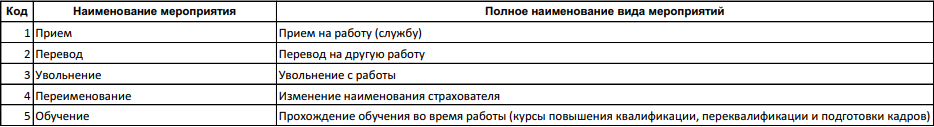 Код Наименование мероприятия Полное наименование вида мероприятий
1 Прием Прием на работу (службу)
2 Перевод Перевод на другую работу
3 Увольнение Увольнение с работы
4 Переименование Изменение наименования страхователя
5 Обучение Прохождение обучения во время работы (курсы повышения квалификации, переквалификации и подготовки кадров)